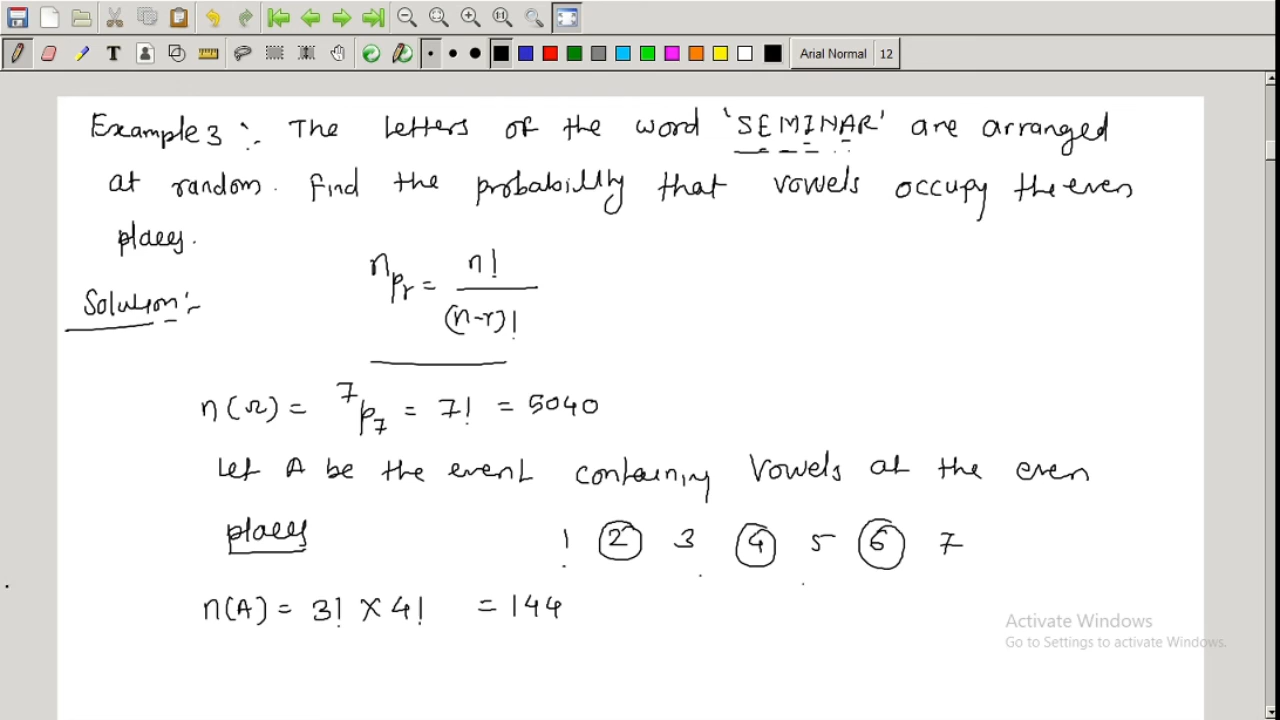 Arial Normal 12
Example 3 :- The letters of the word 'SEMINAR' are arranged
at random. Find the probability that vowels occupy the even
places.
nPr = n! / (n-r)!
Solution :-
n(Ω) = 7P7 = 7! = 5040
Let A be the event containing vowels at the even
places
1 2 3 4 5 6 7
n(A) = 3! × 4! = 144
Activate Windows
Go to Settings to activate Windows.